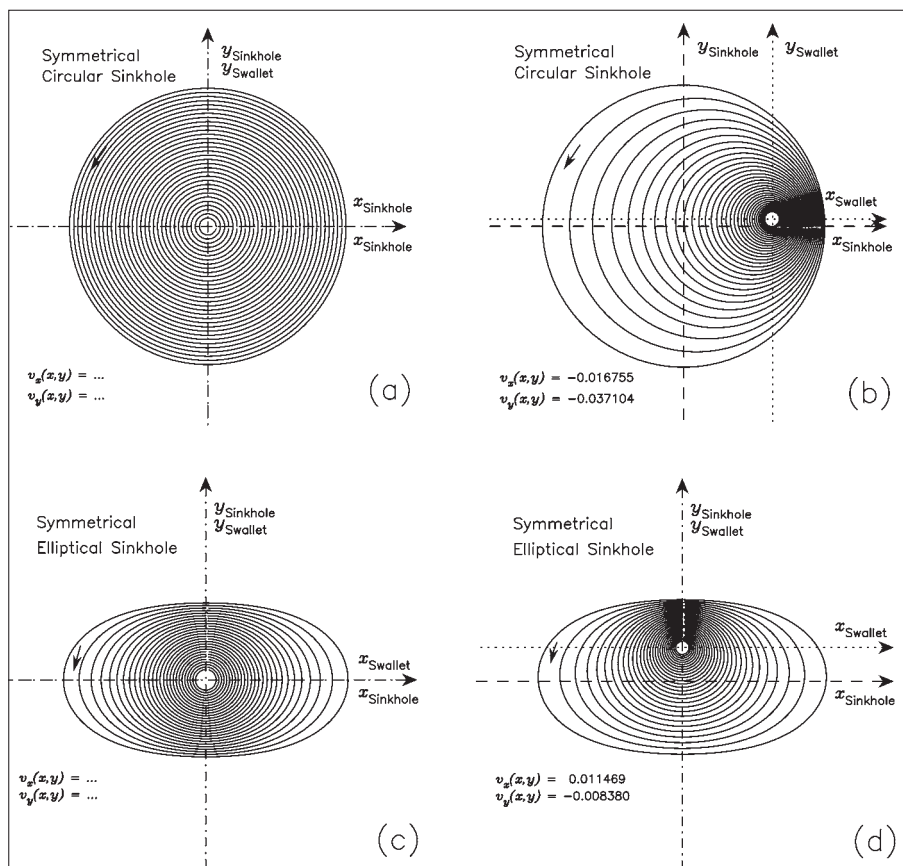 Symmetrical
Circular Sinkhole
ySinkhole
ySwallet
xSinkhole
xSinkhole
vx(x,y) = ...
vy(x,y) = ...
(a)
Symmetrical
Circular Sinkhole
ySinkhole
ySwallet
xSwallet
xSinkhole
vx(x,y) = −0.016755
vy(x,y) = −0.037104
(b)
Symmetrical
Elliptical Sinkhole
ySinkhole
ySwallet
xSwallet
xSinkhole
vx(x,y) = ...
vy(x,y) = ...
(c)
Symmetrical
Elliptical Sinkhole
ySinkhole
ySwallet
xSwallet
xSinkhole
vx(x,y) = 0.011469
vy(x,y) = −0.008380
(d)